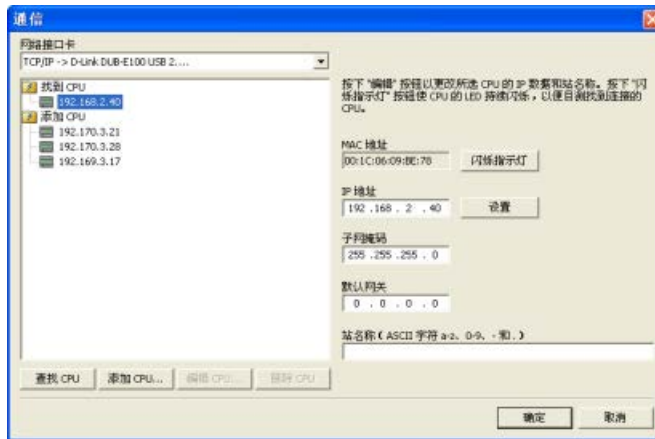 通信
网络接口卡
TCP/IP -> D-Link DUB-E100 USB 2....
找到 CPU
192.168.2.40
添加 CPU
192.170.3.21
192.170.3.28
192.169.3.17
按下 "编辑" 按钮以更改所选 CPU 的 IP 数据和站名称。按下 "闪
烁指示灯" 按钮使 CPU 的 LED 持续闪烁，以便目测找到连接的
CPU。
MAC 地址
00:1C:06:09:BE:78
闪烁指示灯
IP 地址
192 .168 . 2 . 40
设置
子网掩码
255 .255 .255 . 0
默认网关
0 . 0 . 0 . 0
站名称 ( ASCII 字符 a-z、0-9、- 和 . )
查找 CPU
添加 CPU...
编辑 CPU...
删除 CPU
确定
取消